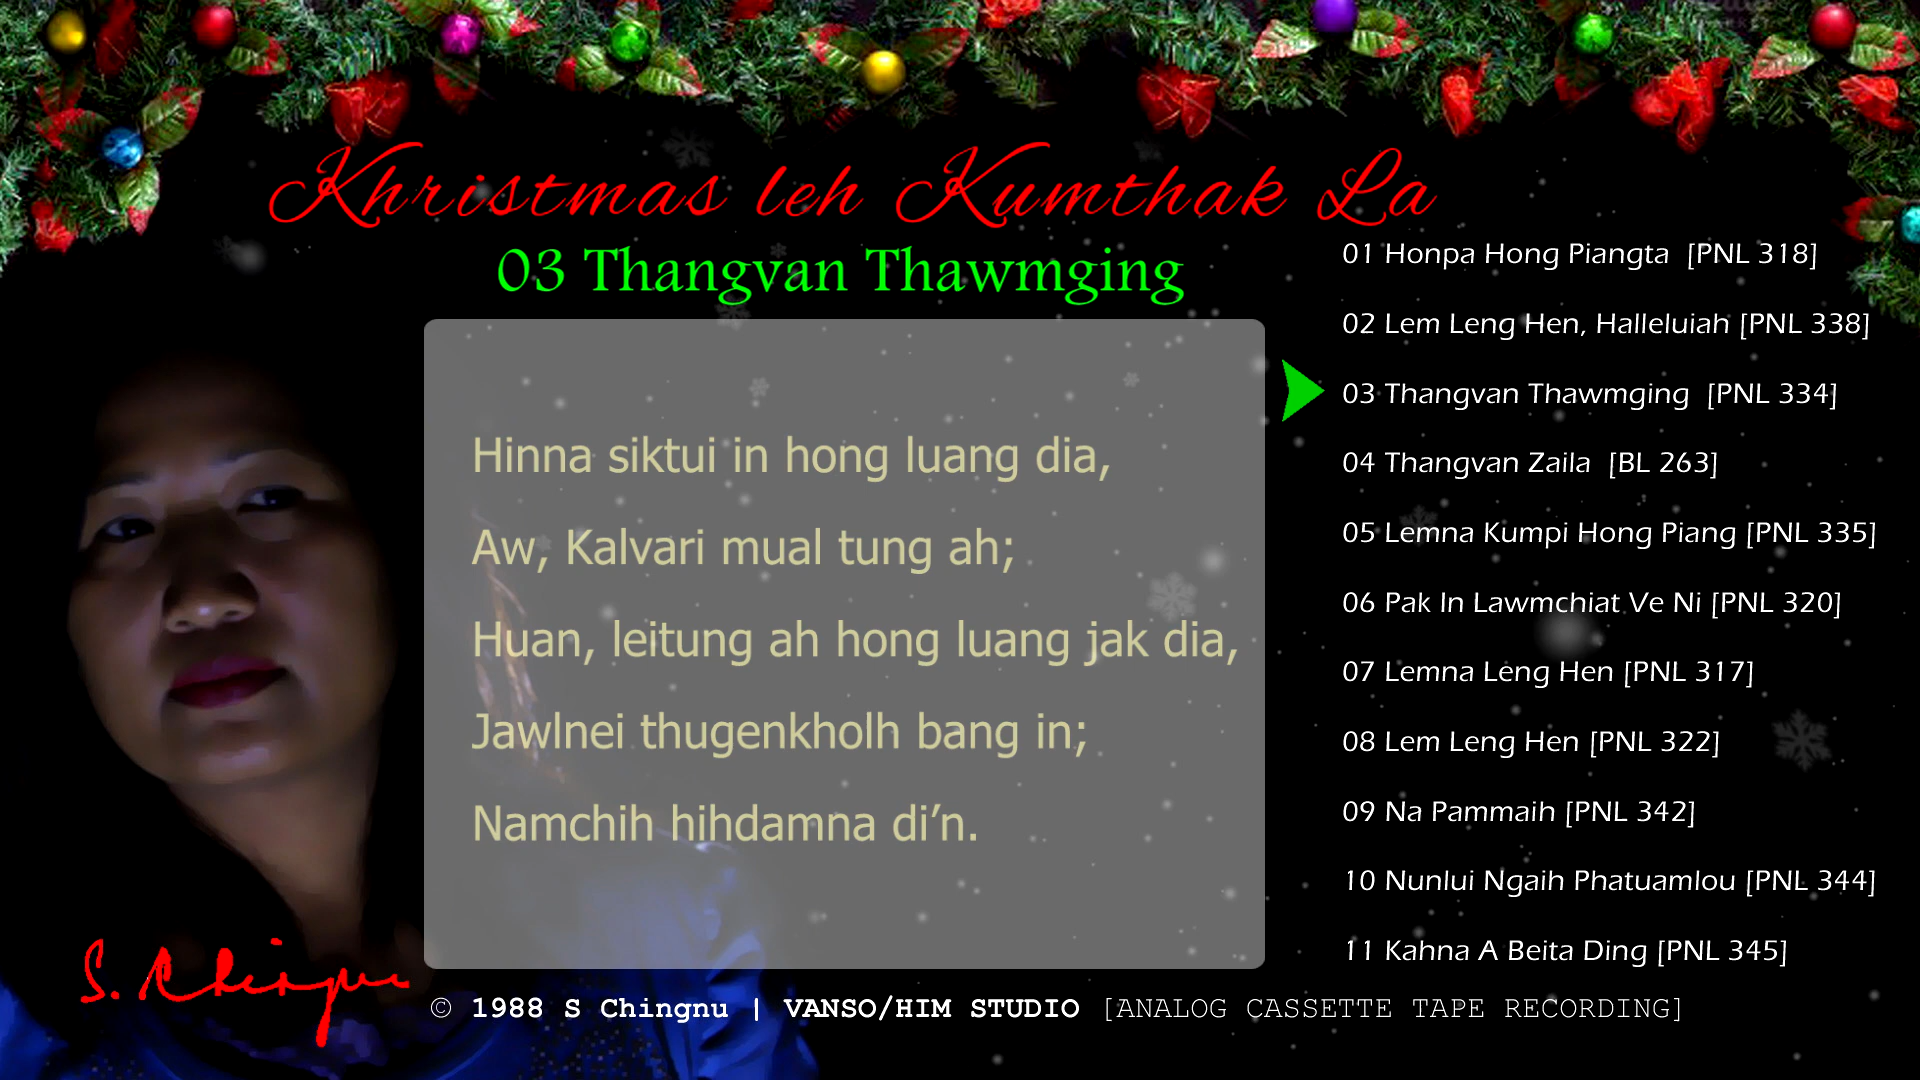 Khristmas leh Kumthak La
03 Thangvan Thawmging
Hinna siktui in hong luang dia,
Aw, Kalvari mual tung ah;
Huan, leitung ah hong luang jak dia,
Jawlnei thugenkholh bang in;
Namchih hihdamna di’n.
01 Honpa Hong Piangta [PNL 318]
02 Lem Leng Hen, Halleluiah [PNL 338]
03 Thangvan Thawmging [PNL 334]
04 Thangvan Zaila [BL 263]
05 Lemna Kumpi Hong Piang [PNL 335]
06 Pak In Lawmchiat Ve Ni [PNL 320]
07 Lemna Leng Hen [PNL 317]
08 Lem Leng Hen [PNL 322]
09 Na Pammaih [PNL 342]
10 Nunlui Ngaih Phatuamlou [PNL 344]
11 Kahna A Beita Ding [PNL 345]
S. Chingnu
© 1988 S Chingnu | VANSO/HIM STUDIO [ANALOG CASSETTE TAPE RECORDING]